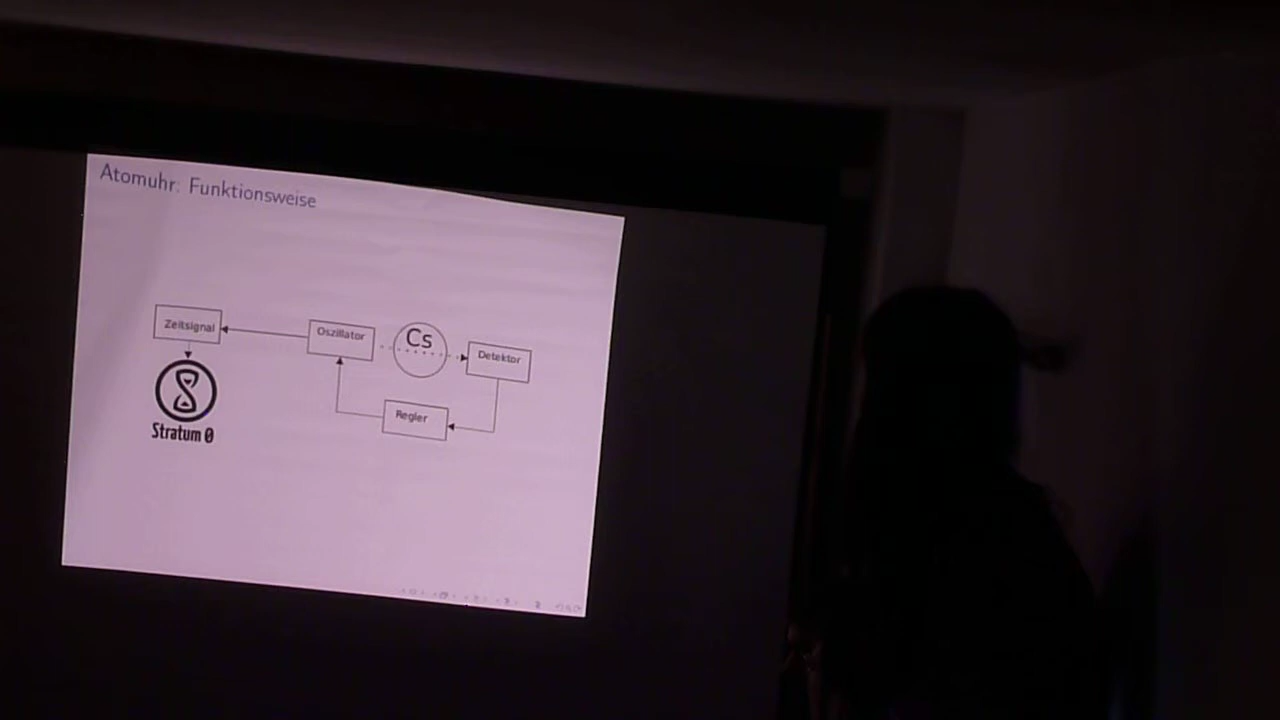 Atomuhr: Funktionsweise
Zeitsignal
Oszillator
Cs
Detektor
Regler
Stratum 0